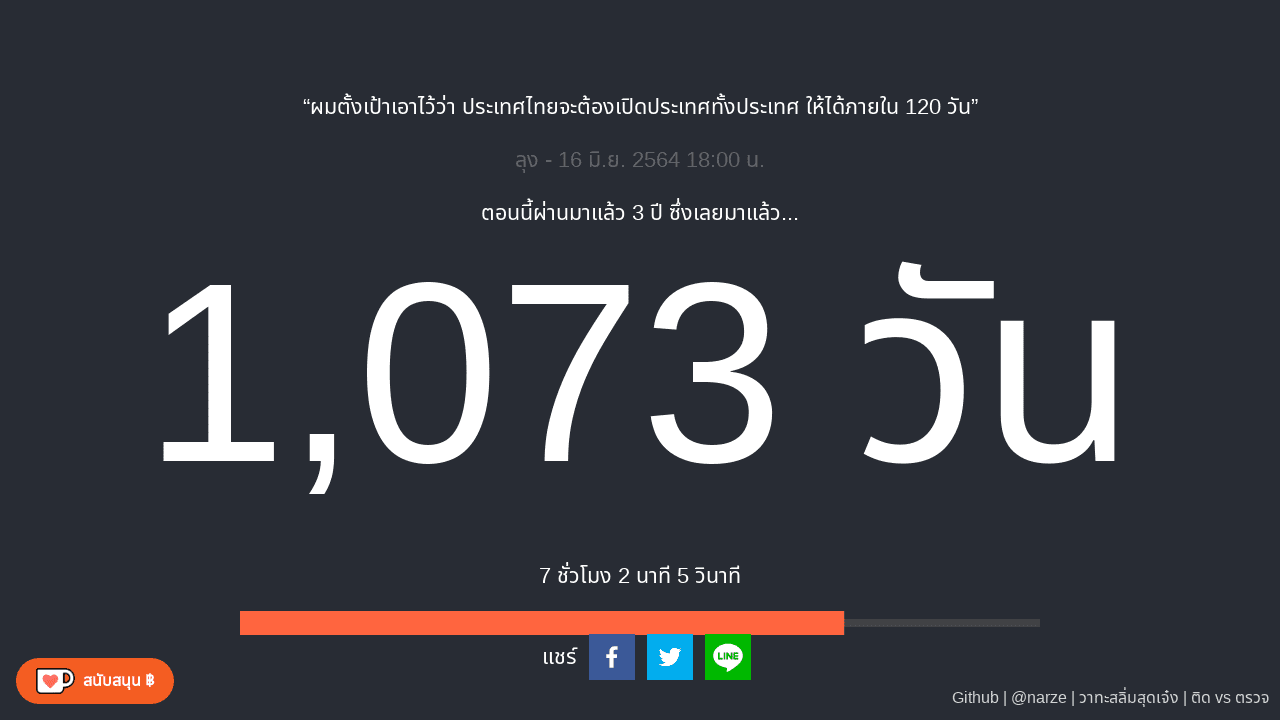 “ผมตั้งเป้าเอาไว้ว่า ประเทศไทยจะต้องเปิดประเทศทั้งประเทศ ให้ได้ภายใน 120 วัน”
ลุง - 16 มิ.ย. 2564 18:00 น.
ตอนนี้ผ่านมาแล้ว 3 ปี ซึ่งเลยมาแล้ว...
1,073 วัน
7 ชั่วโมง 2 นาที 5 วินาที
แชร์
LINE
สนับสนุน ฿
Github | @narze | วาทะสลิ่มสุดเจ๋ง | ติด vs ตรวจ